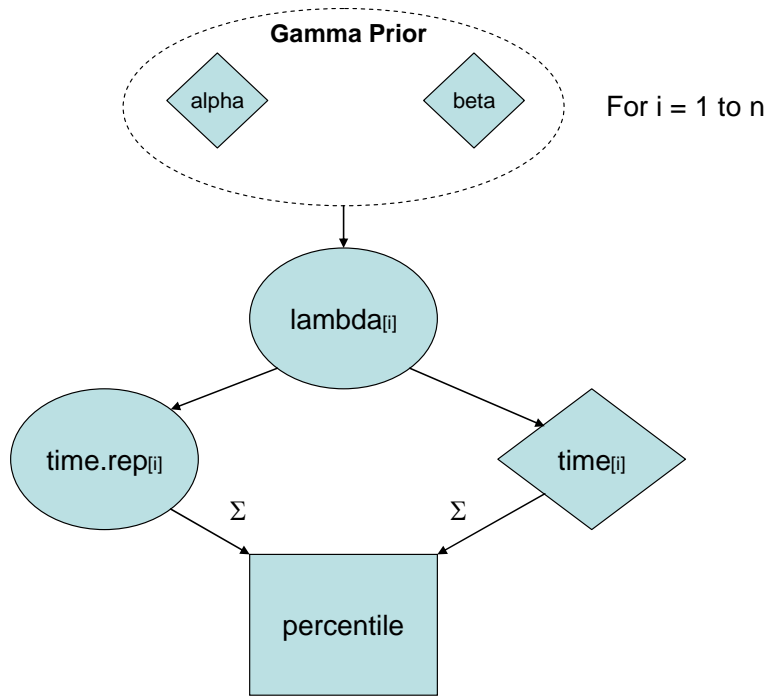 Gamma Prior
alpha
beta
For i = 1 to n
lambda[i]
time.rep[i]
time[i]
Σ
Σ
percentile